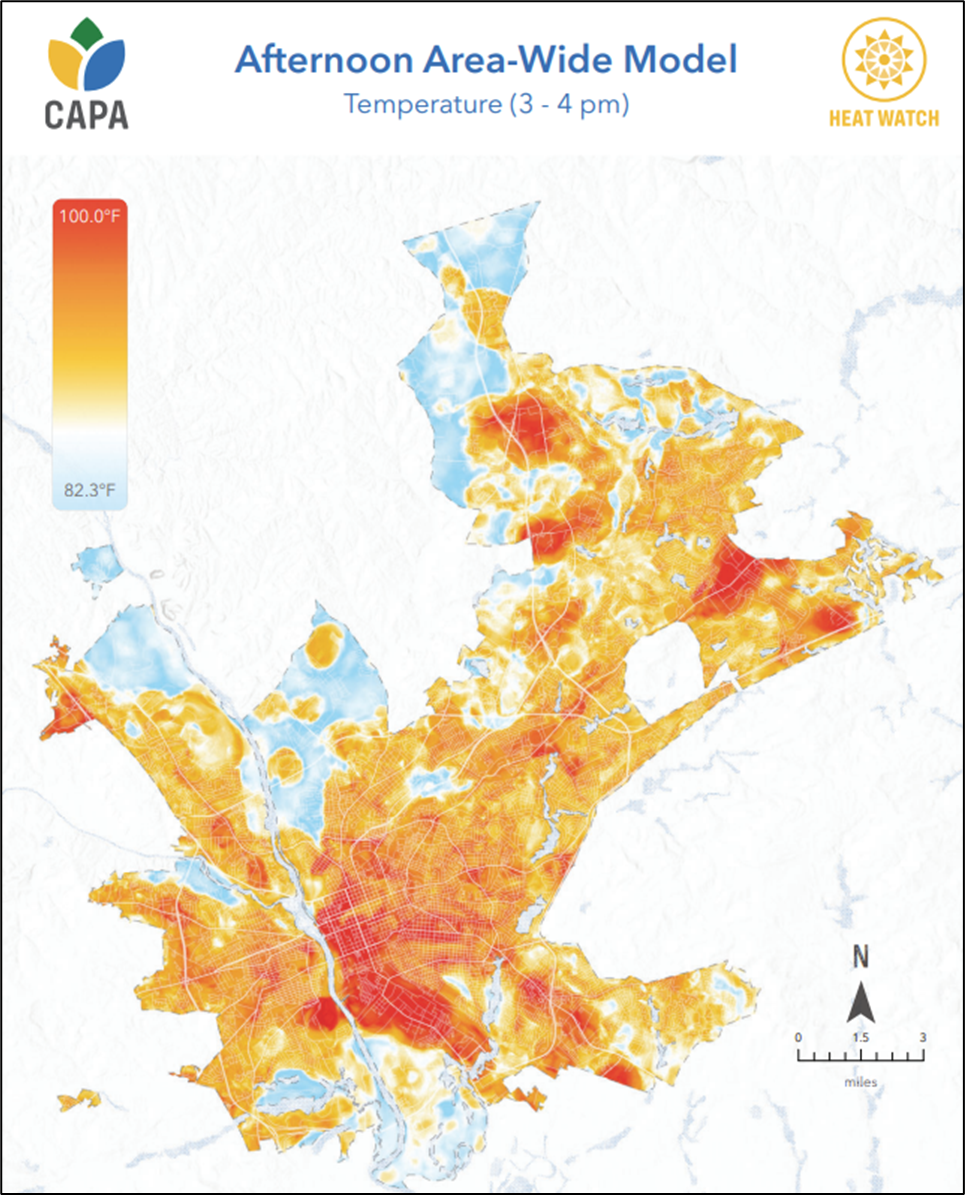 CAPA
Afternoon Area-Wide Model
Temperature (3 - 4 pm)
HEAT WATCH
100.0°F
82.3°F
N
0 1.5 3
miles